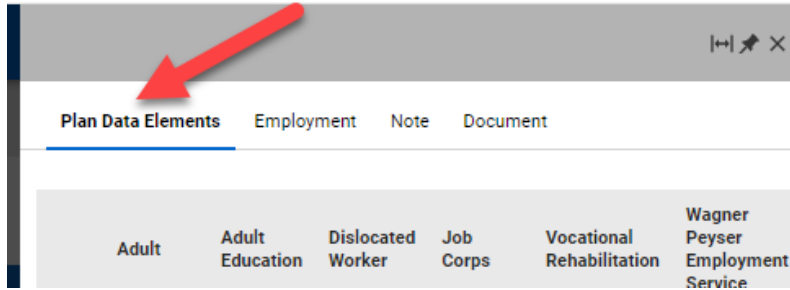 Plan Data Elements Employment Note Document
Wagner
Adult Dislocated Job Vocational Peyser
Adult Education Worker Corps Rehabilitation Employment
Service